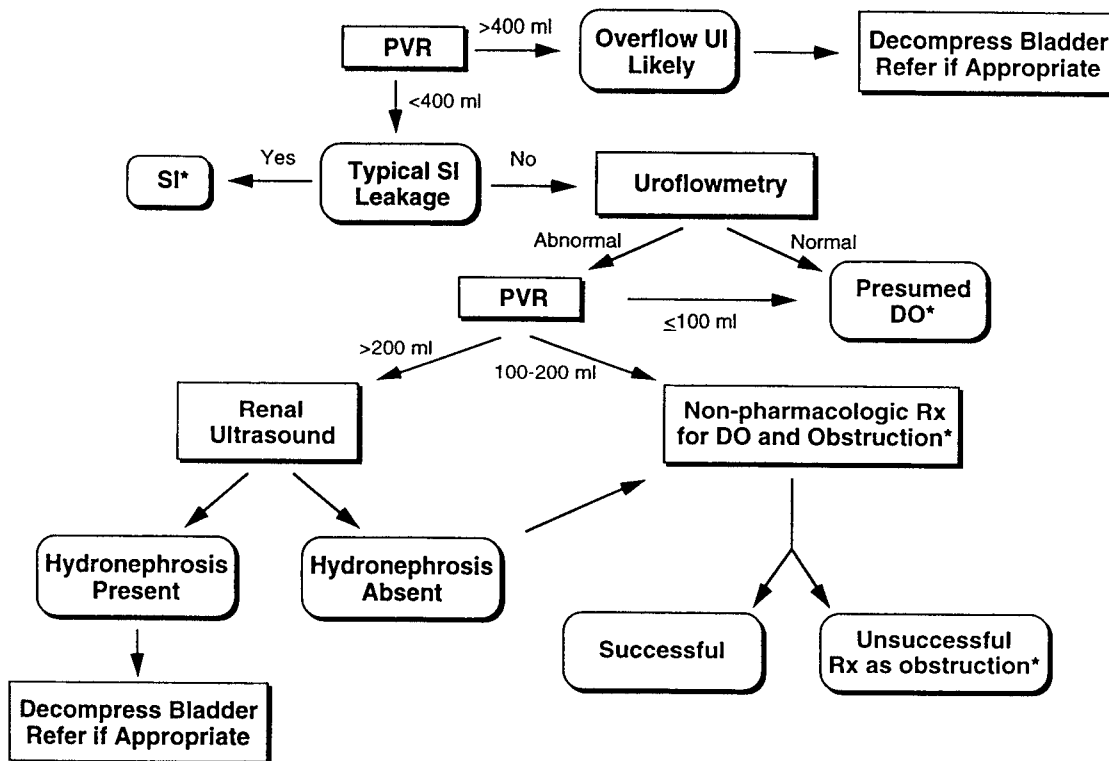 PVR
>400 ml
Overflow UI
Likely
Decompress Bladder
Refer if Appropriate
<400 ml
SI*
Yes
Typical SI
Leakage
No
Uroflowmetry
Abnormal
Normal
PVR
≤100 ml
Presumed
DO*
>200 ml
100-200 ml
Renal
Ultrasound
Non-pharmacologic Rx
for DO and Obstruction*
Hydronephrosis
Present
Hydronephrosis
Absent
Successful
Unsuccessful
Rx as obstruction*
Decompress Bladder
Refer if Appropriate